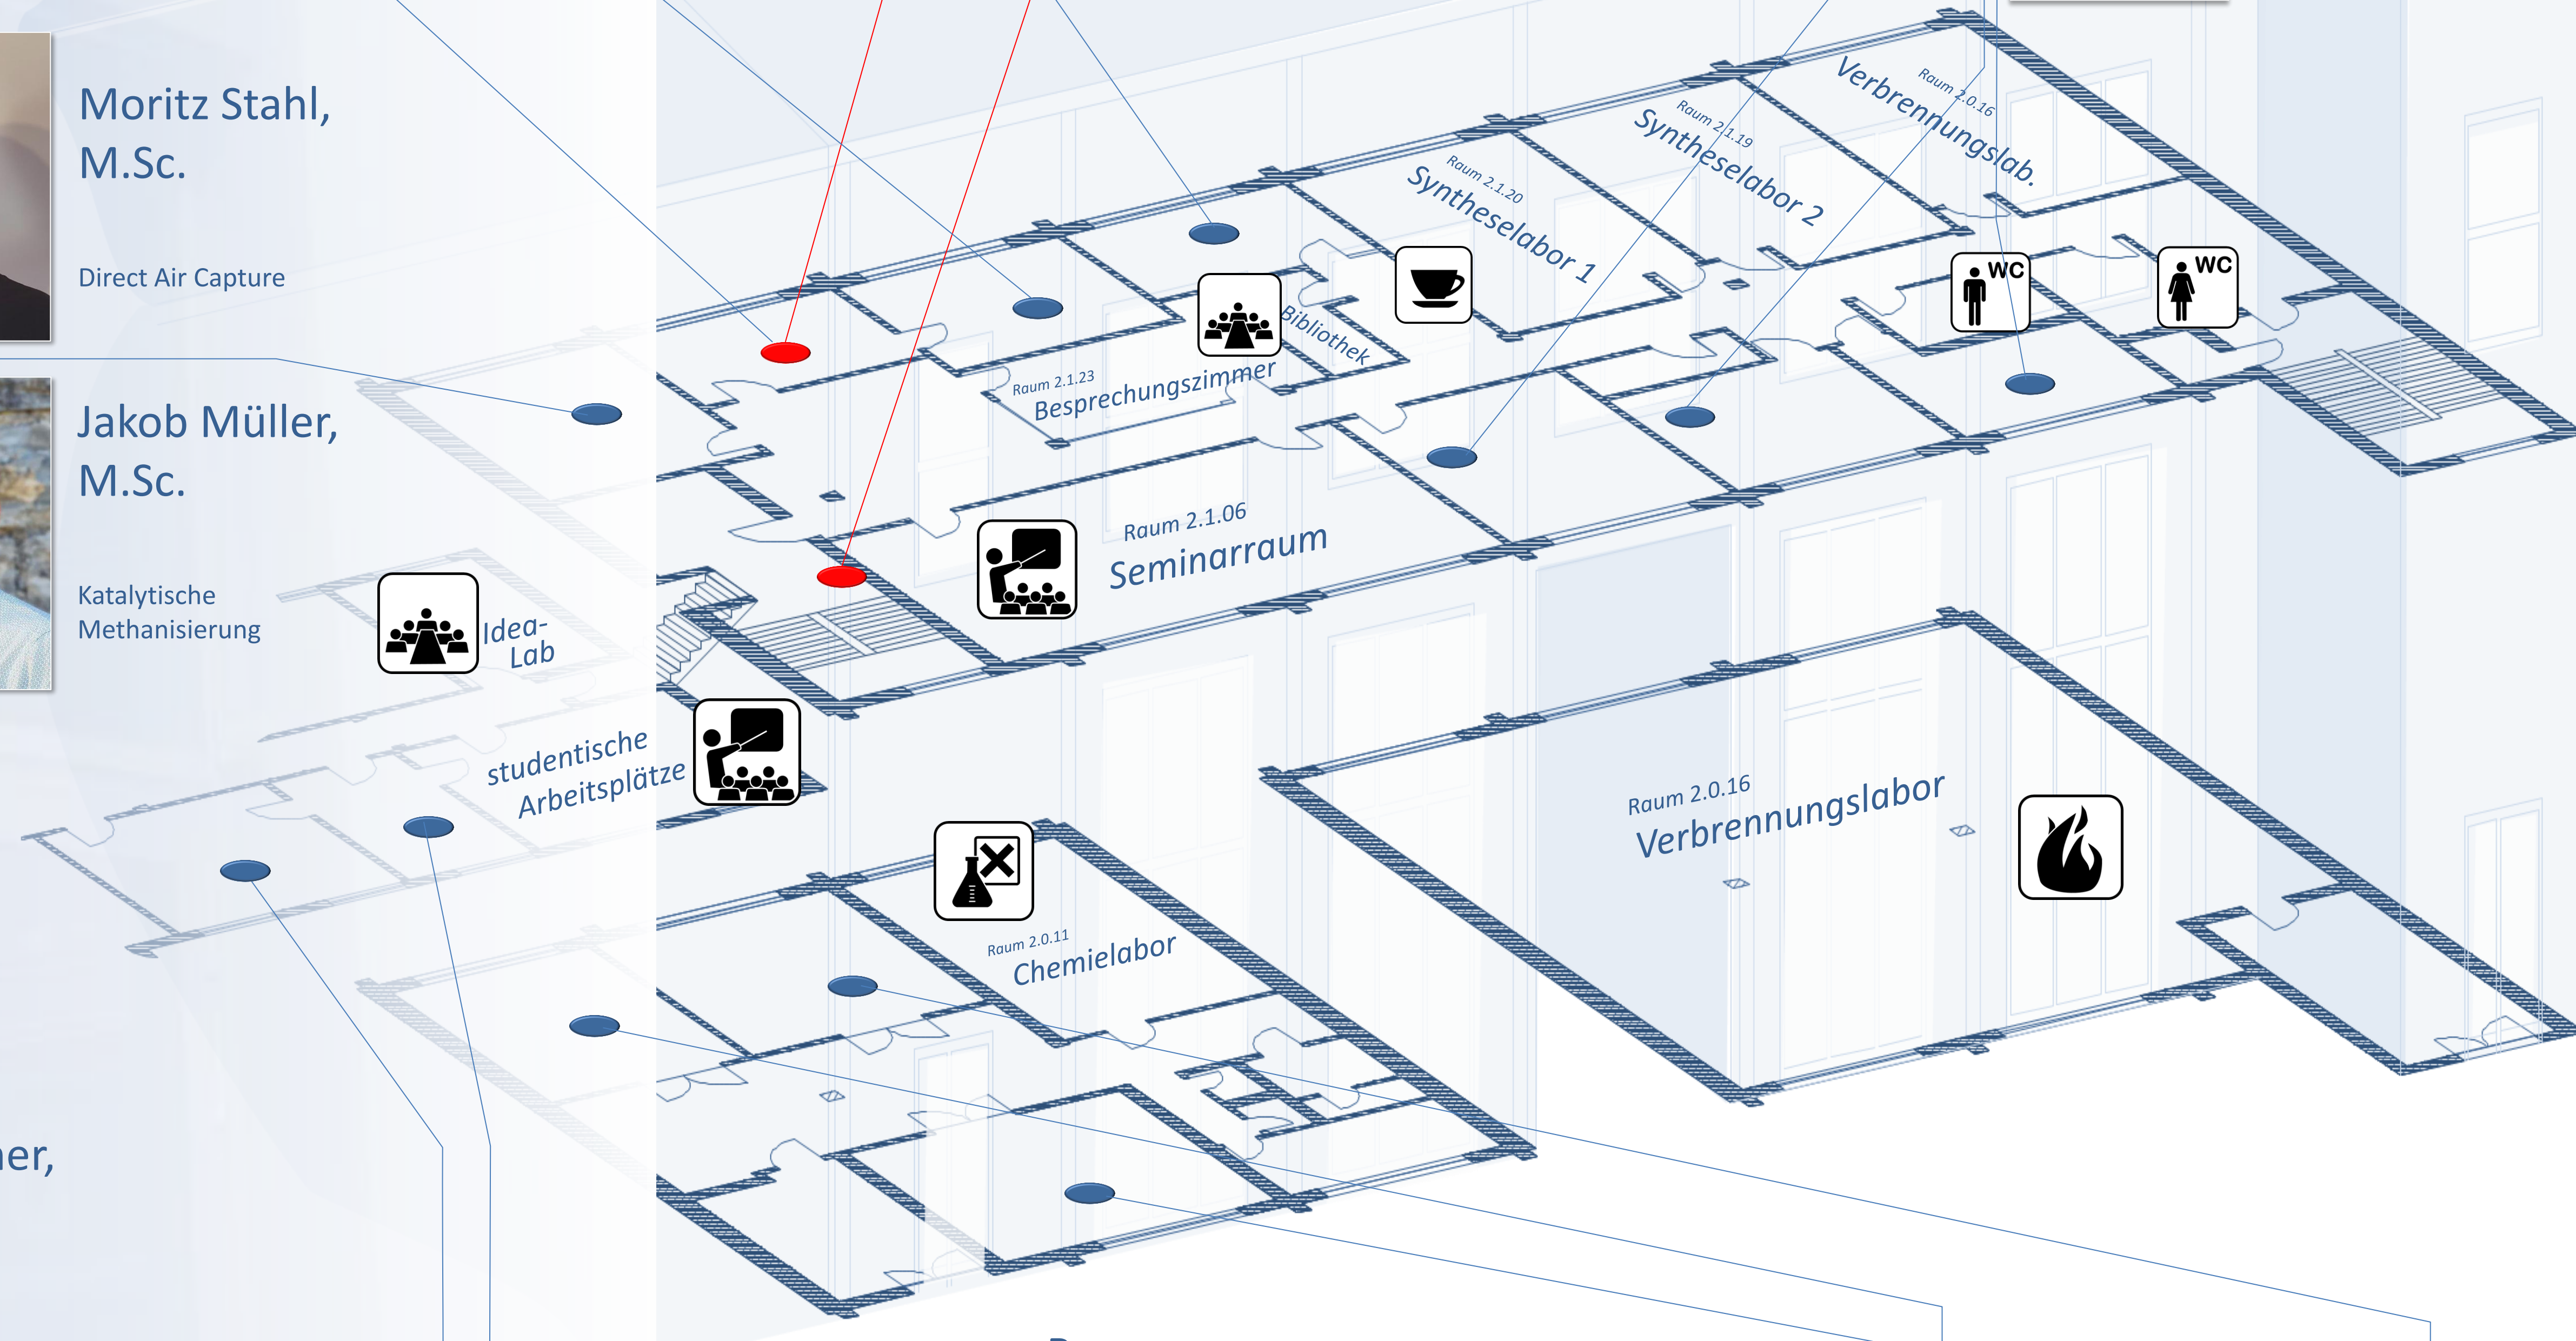 Moritz Stahl,
M.Sc.
Direct Air Capture
Jakob Müller,
M.Sc.
Katalytische
Methanisierung
Raum 2.0.16
Verbrennungslab.
Raum 2.1.19
Syntheselabor 2
Raum 2.1.20
Syntheselabor 1
WC
WC
Bibliothek
Raum 2.1.23
Besprechungszimmer
Raum 2.1.06
Seminarraum
Idea-
Lab
studentische
Arbeitsplätze
Raum 2.0.16
Verbrennungslabor
Raum 2.0.11
Chemielabor
er,